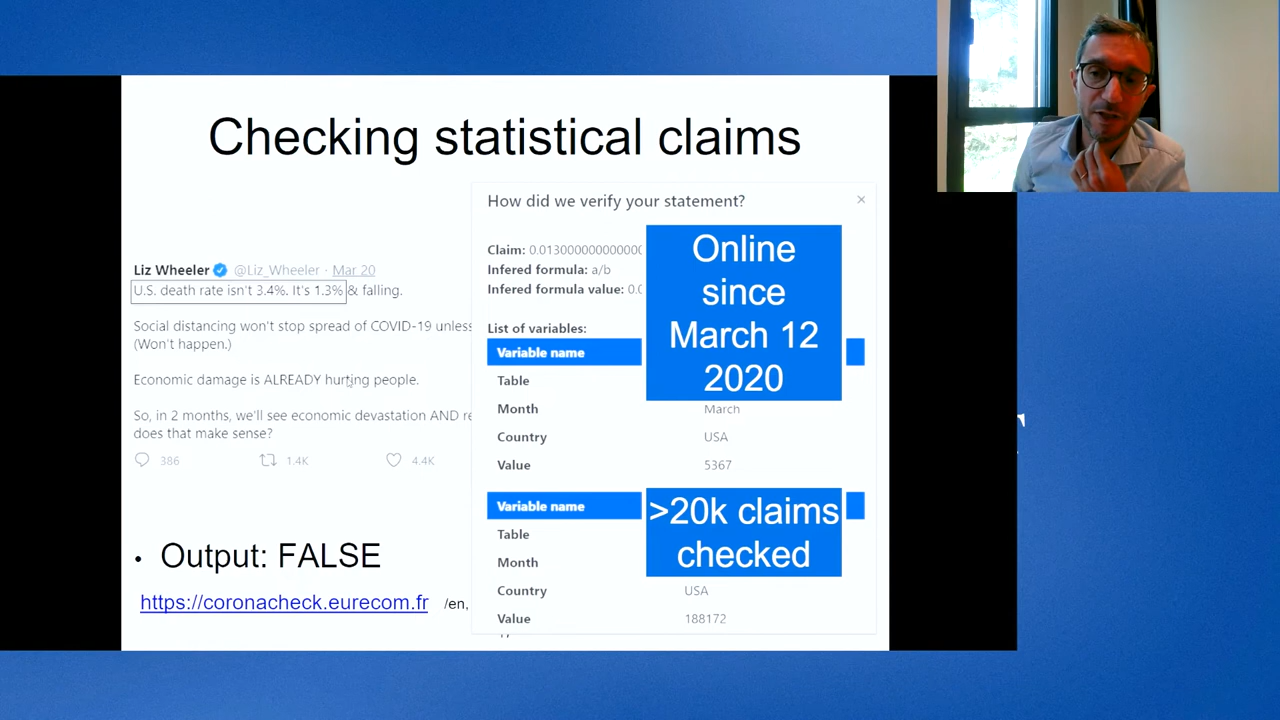 Checking statistical claims
Liz Wheeler @Liz_Wheeler · Mar 20
U.S. death rate isn't 3.4%. It's 1.3% & falling.
Social distancing won't stop spread of COVID-19 unless
(Won't happen.)
Economic damage is ALREADY hurting people.
So, in 2 months, we'll see economic devastation AND re
does that make sense?
386 1.4K 4.4K
• Output: FALSE
https://coronacheck.eurecom.fr /en,
How did we verify your statement? ×
Claim: 0.01300000000000
Infered formula: a/b
Infered formula value: 0.0
List of variables:
Variable name
Table
Month March
Country USA
Value 5367
Variable name
Table
Month
Country USA
Value 188172
Online
since
March 12
2020
>20k claims
checked